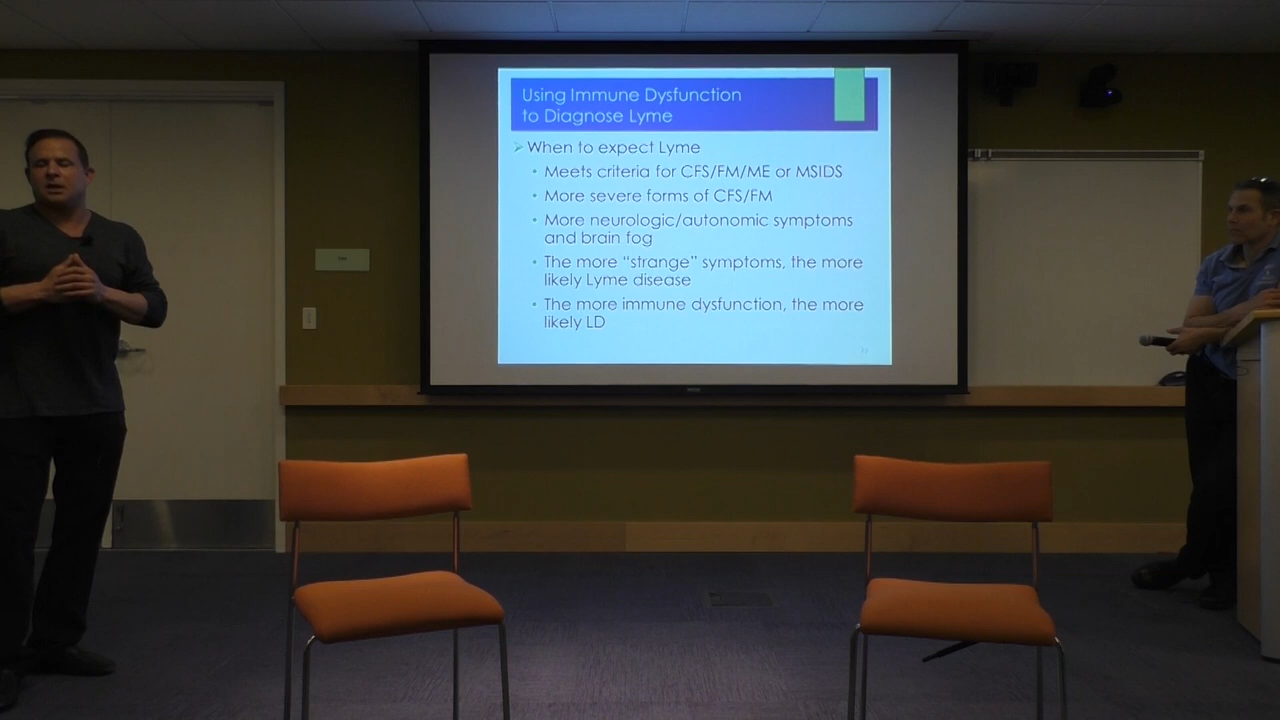 Using Immune Dysfunction
to Diagnose Lyme
When to expect Lyme
Meets criteria for CFS/FM/ME or MSIDS
More severe forms of CFS/FM
More neurologic/autonomic symptoms
and brain fog
The more “strange” symptoms, the more
likely Lyme disease
The more immune dysfunction, the more
likely LD